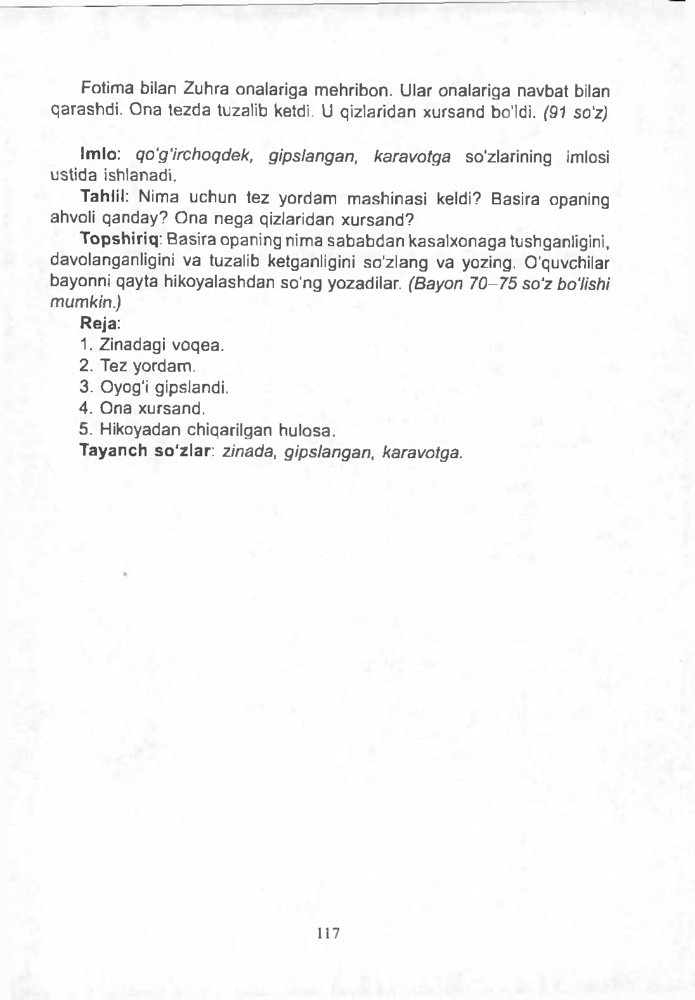 Fotima bilan Zuhra onalariga mehribon. Ular onalariga navbat bilan
qarashdi. Ona tezda tuzalib ketdi. U qizlaridan xursand bo'ldi. (91 so'z)
Imlo: qo'g'irchoqdek, gipslangan, karavotga so'zlarining imlosi
ustida ishlanadi.
Tahlil: Nima uchun tez yordam mashinasi keldi? Basira opaning
ahvoli qanday? Ona nega qizlaridan xursand?
Topshiriq: Basira opaning nima sababdan kasalxonaga tushganligini,
davolanganligini va tuzalib ketganligini so'zlang va yozing. O'quvchilar
bayonni qayta hikoyalashdan so'ng yozadilar. (Bayon 70–75 so'z bo'lishi
mumkin.)
Reja:
1. Zinadagi voqea.
2. Tez yordam.
3. Oyog'i gipslandi.
4. Ona xursand.
5. Hikoyadan chiqarilgan hulosa.
Tayanch so'zlar: zinada, gipslangan, karavotga.
117